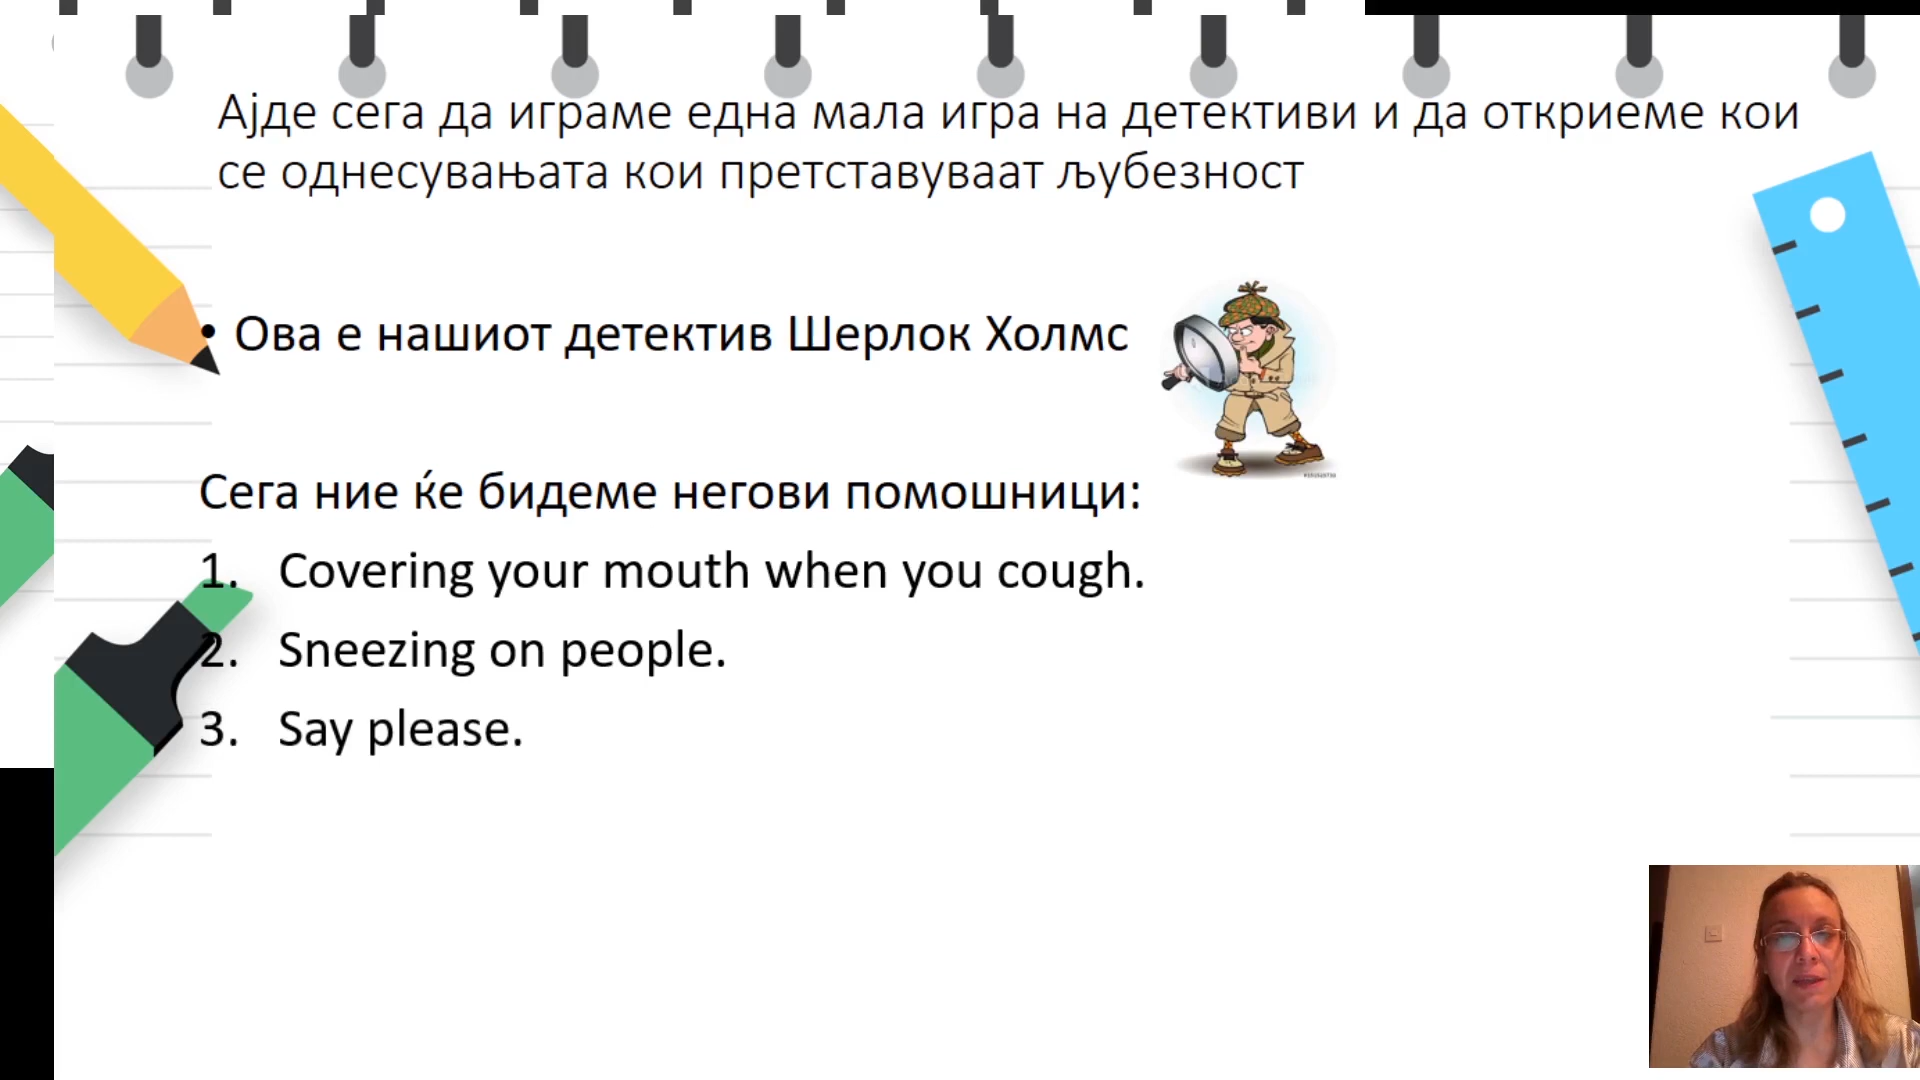 Ајде сега да играме една мала игра на детективи и да откриеме кои
се однесувањата кои претставуваат љубезност
• Ова е нашиот детектив Шерлок Холмс
Сега ние ќе бидеме негови помошници:
1. Covering your mouth when you cough.
2. Sneezing on people.
3. Say please.